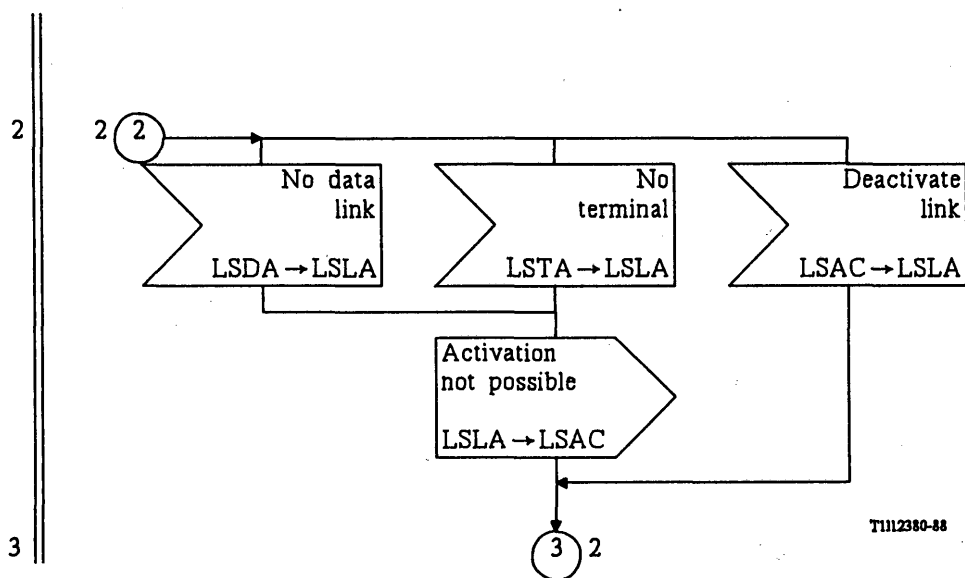 2 2 2
No data
link
LSDA → LSLA
No
terminal
LSTA → LSLA
Deactivate
link
LSAC → LSLA
Activation
not possible
LSLA → LSAC
T1112380-88
3 3 2